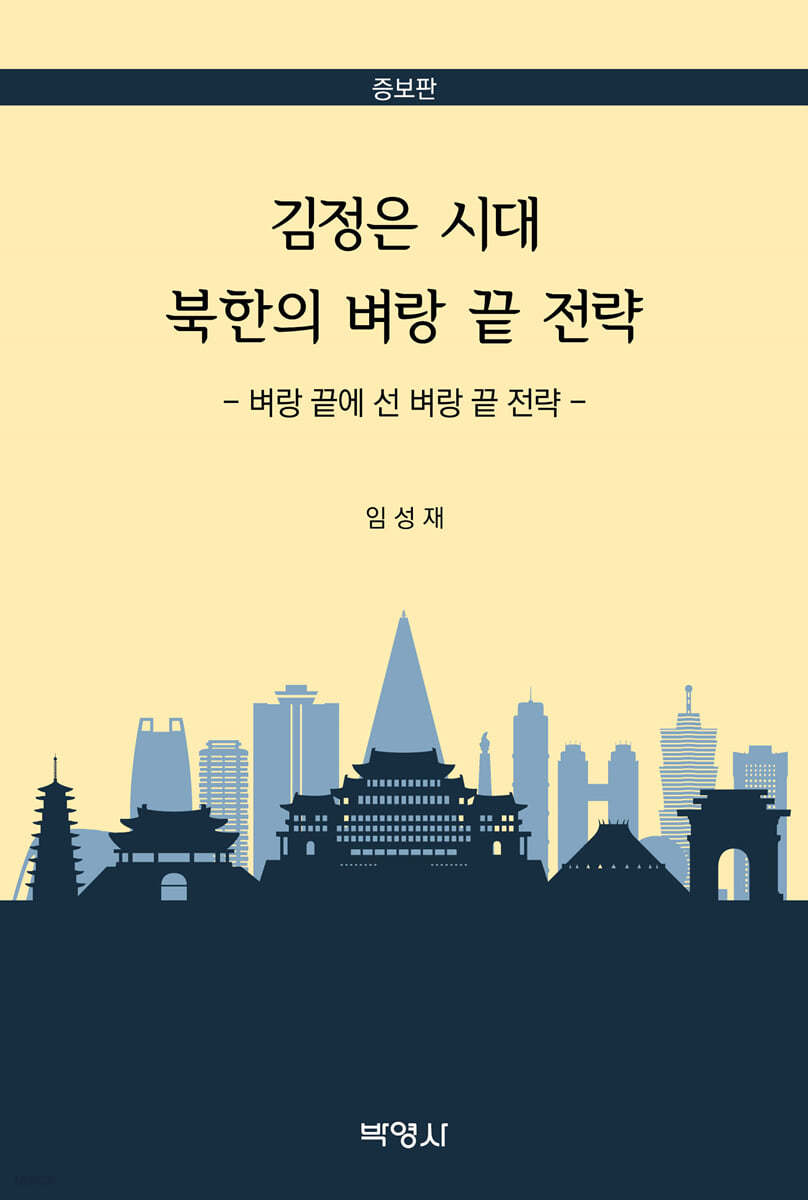 증보판
김정은 시대
북한의 벼랑 끝 전략
- 벼랑 끝에 선 벼랑 끝 전략 -
임성재
박영사